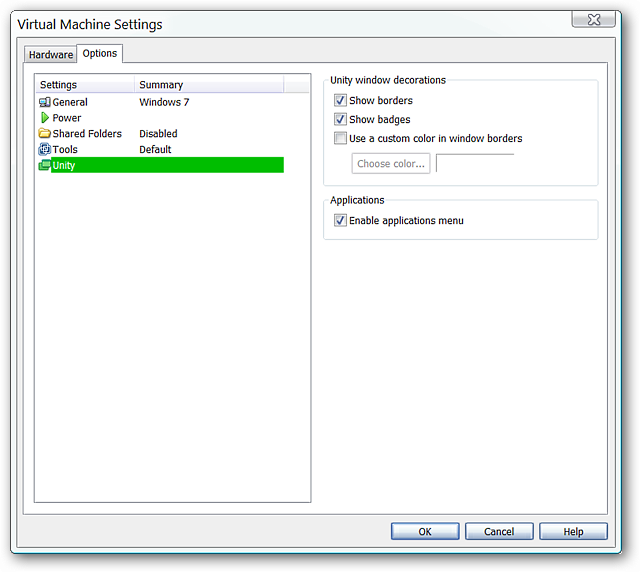 Virtual Machine Settings
Hardware Options
Settings Summary
General Windows 7
Power
Shared Folders Disabled
Tools Default
Unity
Unity window decorations
Show borders
Show badges
Use a custom color in window borders
Choose color...
Applications
Enable applications menu
OK Cancel Help